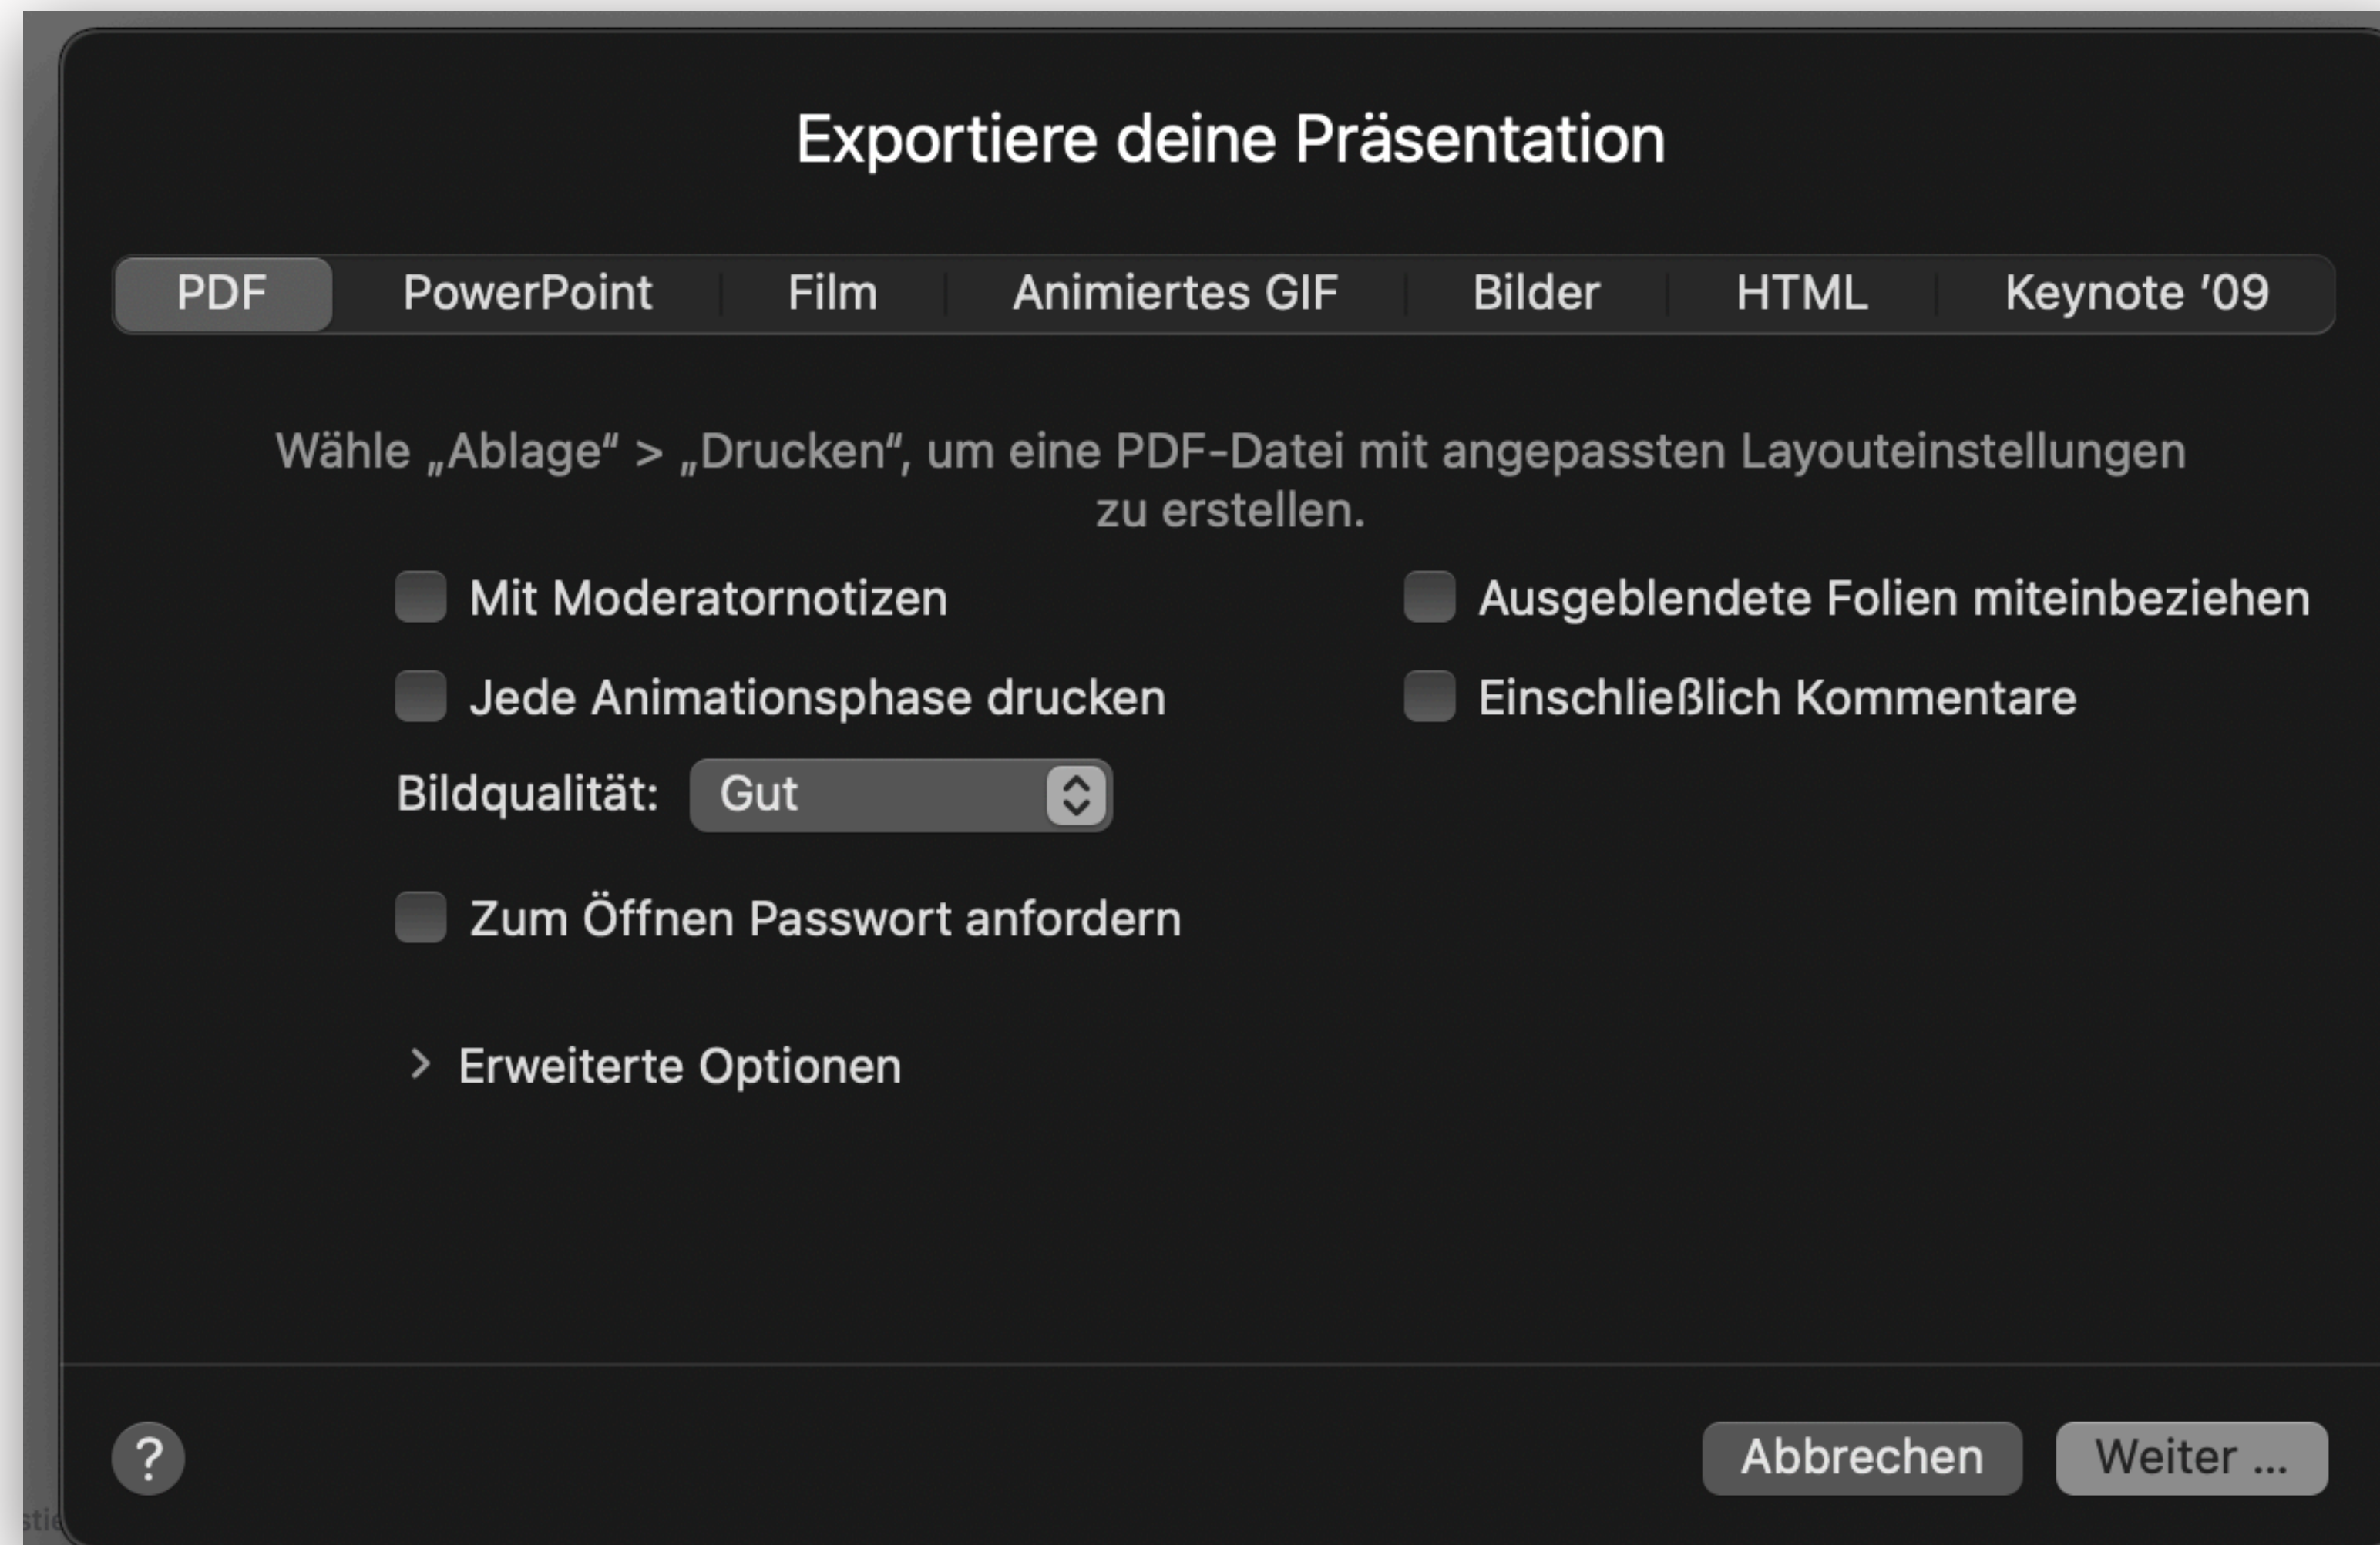 Exportiere deine Präsentation
PDF PowerPoint Film Animiertes GIF Bilder HTML Keynote ’09
Wähle „Ablage“ > „Drucken“, um eine PDF-Datei mit angepassten Layouteinstellungen
zu erstellen.
Mit Moderatornotizen Ausgeblendete Folien miteinbeziehen
Jede Animationsphase drucken Einschließlich Kommentare
Bildqualität: Gut
Zum Öffnen Passwort anfordern
> Erweiterte Optionen
? Abbrechen Weiter ...